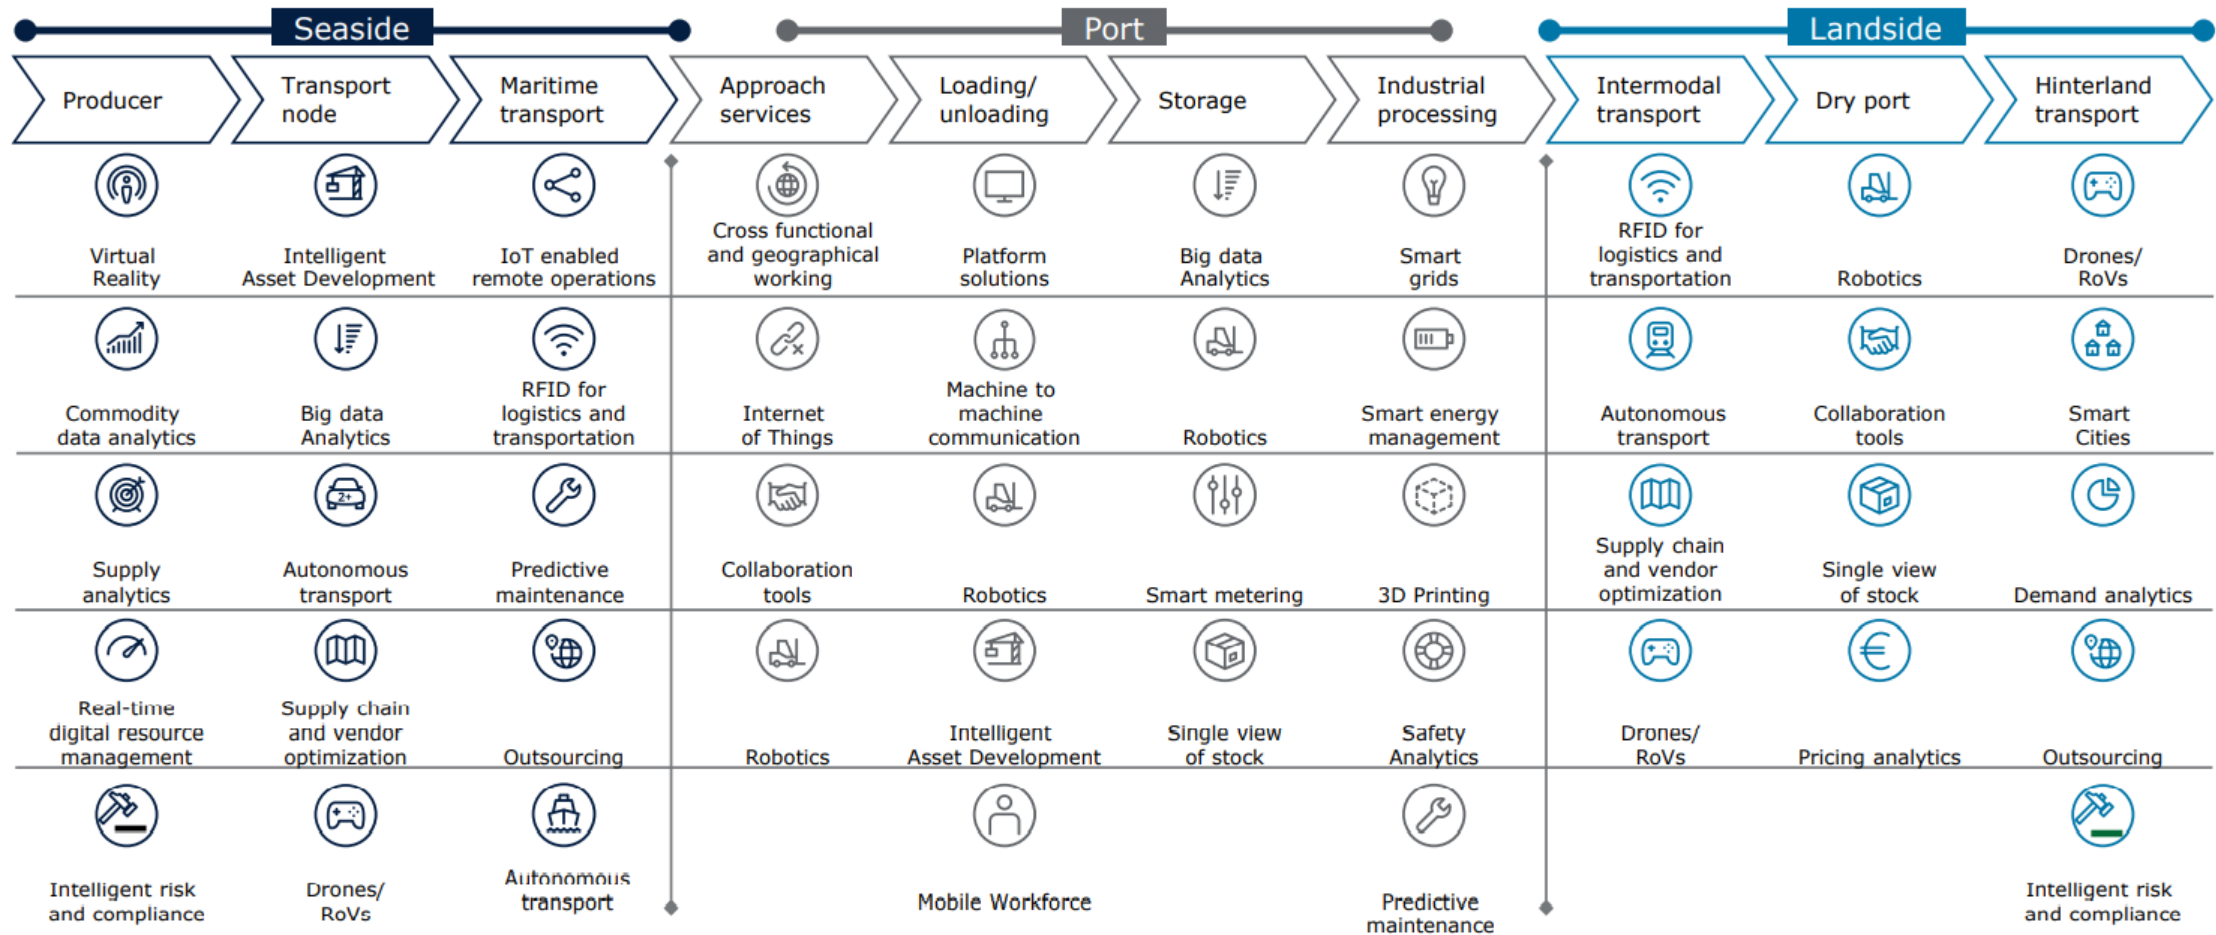 Seaside
Port
Landside
Producer
Transport
node
Maritime
transport
Approach
services
Loading/
unloading
Storage
Industrial
processing
Intermodal
transport
Dry port
Hinterland
transport
Virtual
Reality
Intelligent
Asset Development
IoT enabled
remote operations
Cross functional
and geographical
working
Platform
solutions
Big data
Analytics
Smart
grids
RFID for
logistics and
transportation
Robotics
Drones/
RoVs
Commodity
data analytics
Big data
Analytics
RFID for
logistics and
transportation
Internet
of Things
Machine to
machine
communication
Robotics
Smart energy
management
Autonomous
transport
Collaboration
tools
Smart
Cities
Supply
analytics
2+
Autonomous
transport
Predictive
maintenance
Collaboration
tools
Robotics
Smart metering
3D Printing
Supply chain
and vendor
optimization
Single view
of stock
Demand analytics
Real-time
digital resource
management
Supply chain
and vendor
optimization
Outsourcing
Robotics
Intelligent
Asset Development
Single view
of stock
Safety
Analytics
Drones/
RoVs
€
Pricing analytics
Outsourcing
Intelligent risk
and compliance
Drones/
RoVs
Autonomous
transport
Mobile Workforce
Predictive
maintenance
Intelligent risk
and compliance